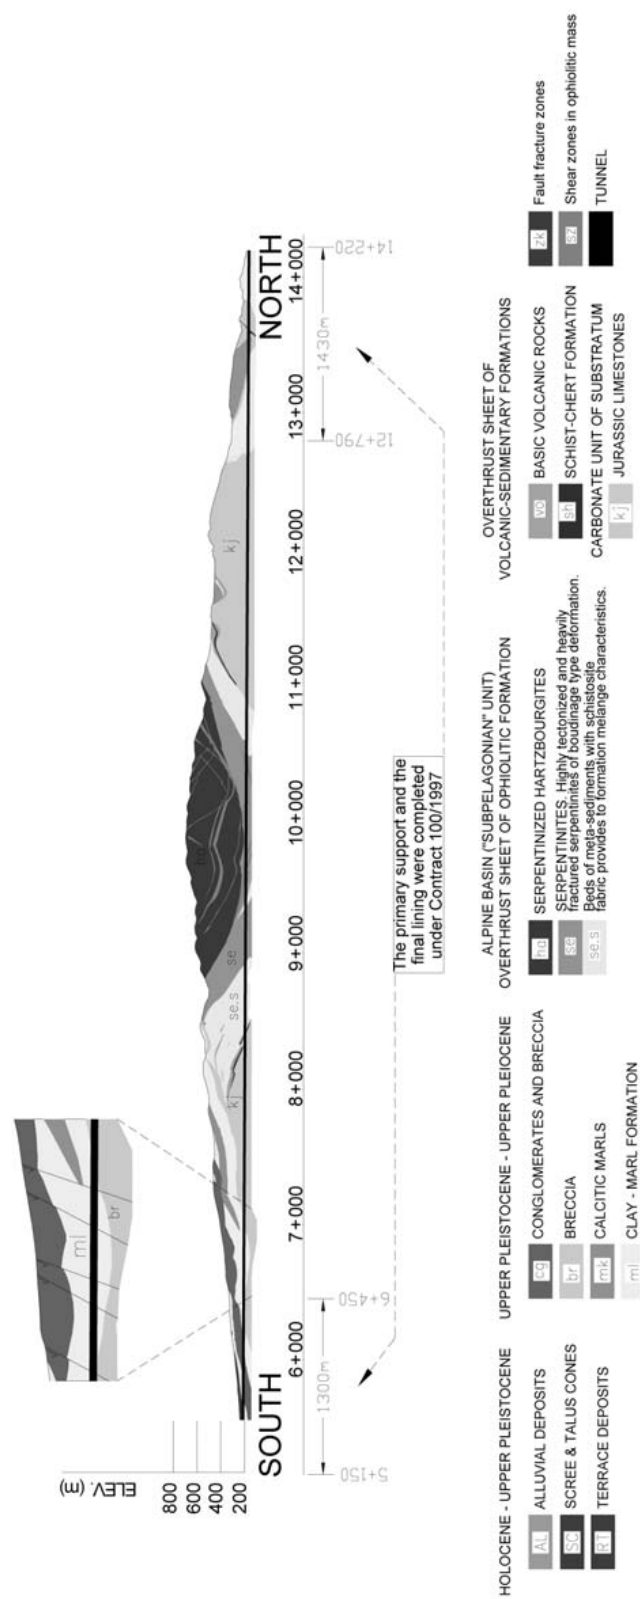 ml
br
ELEV. (m)
800
600
400
200
SOUTH
NORTH
6+000
7+000
8+000
9+000
10+000
11+000
12+000
13+000
14+000
kj
se.s
se
ha
kj
1300m
5+150
6+450
1430m
12+790
14+220
The primary support and the
final lining were completed
under Contract 100/1997
HOLOCENE - UPPER PLEISTOCENE
AL ALLUVIAL DEPOSITS
SC SCREE & TALUS CONES
RT TERRACE DEPOSITS
UPPER PLEISTOCENE - UPPER PLEIOCENE
cg CONGLOMERATES AND BRECCIA
br BRECCIA
mk CALCITIC MARLS
ml CLAY - MARL FORMATION
ALPINE BASIN ("SUBPELAGONIAN" UNIT)
OVERTHRUST SHEET OF OPHIOLITIC FORMATION
ha SERPENTINIZED HARTZBOURGITES
se SERPENTINITES. Highly tectonized and heavily
fractured serpentinites of boudinage type deformation.
se.s Beds of meta-sediments with schistosite
fabric provides to formation melange characteristics.
OVERTHRUST SHEET OF
VOLCANIC-SEDIMENTARY FORMATIONS
vo BASIC VOLCANIC ROCKS
sh SCHIST-CHERT FORMATION
CARBONATE UNIT OF SUBSTRATUM
kj JURASSIC LIMESTONES
zk Fault fracture zones
sz Shear zones in ophiolitic mass
TUNNEL